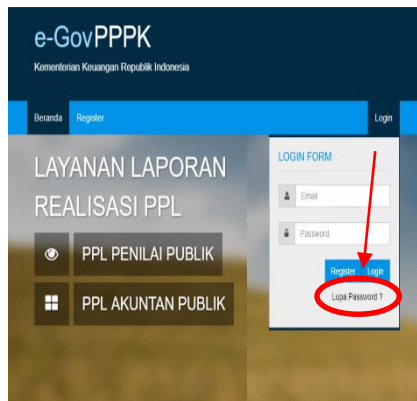 e-GovPPPK
Kementerian Keuangan Republik Indonesia
Beranda Register Login
LAYANAN LAPORAN
REALISASI PPL
PPL PENILAI PUBLIK
PPL AKUNTAN PUBLIK
LOGIN FORM
Email
Password
Register Login
Lupa Password ?